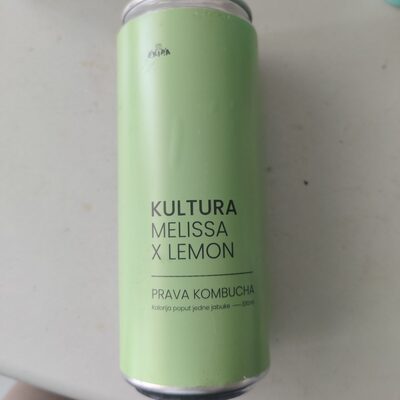 KULTURA
MELISSA
X LEMON
PRAVA KOMBUCHA
kalorija poput jedne jabuke